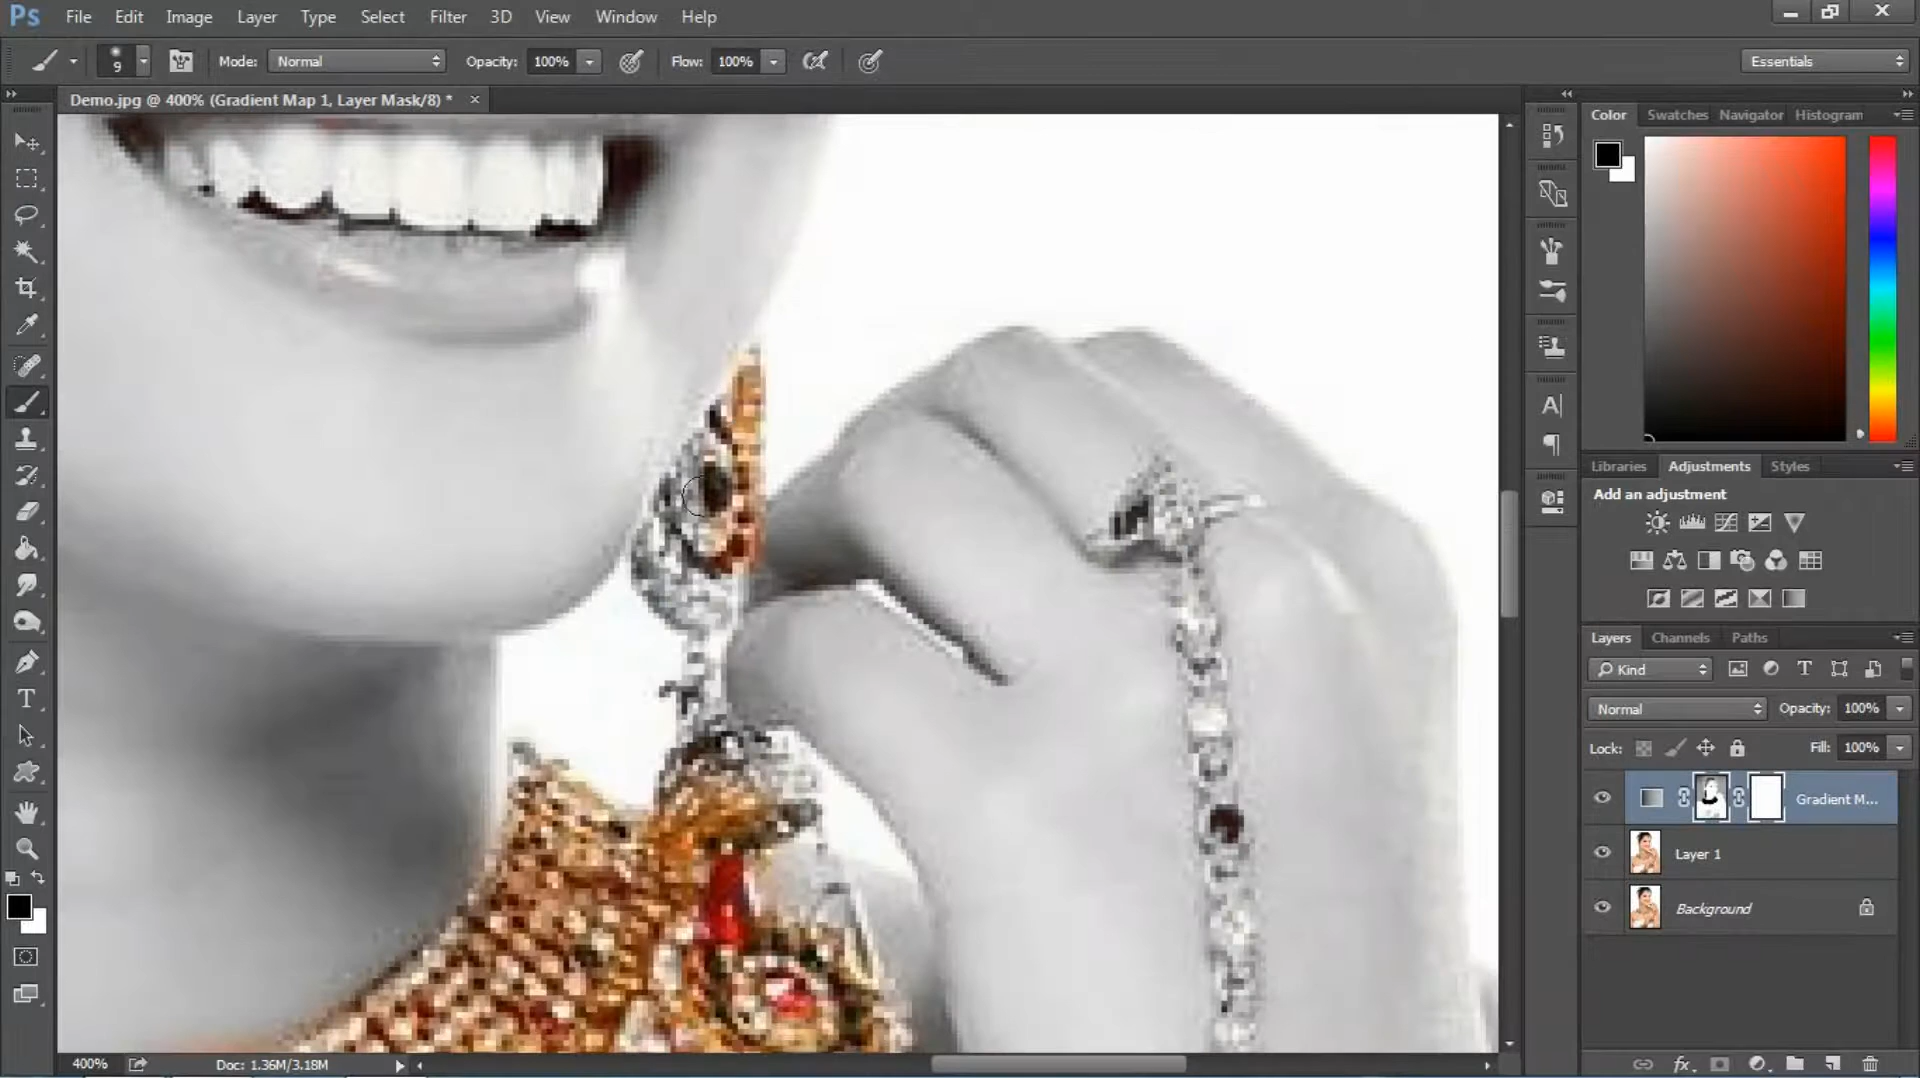 Ps File Edit Image Layer Type Select Filter 3D View Window Help
9 Mode: Normal Opacity: 100% Flow: 100% Essentials
Demo.jpg @ 400% (Gradient Map 1, Layer Mask/8) *
Color Swatches Navigator Histogram
Libraries Adjustments Styles
Add an adjustment
Layers Channels Paths
Kind
Normal Opacity: 100%
Lock: Fill: 100%
Gradient M...
Layer 1
Background
400% Doc: 1.36M/3.18M